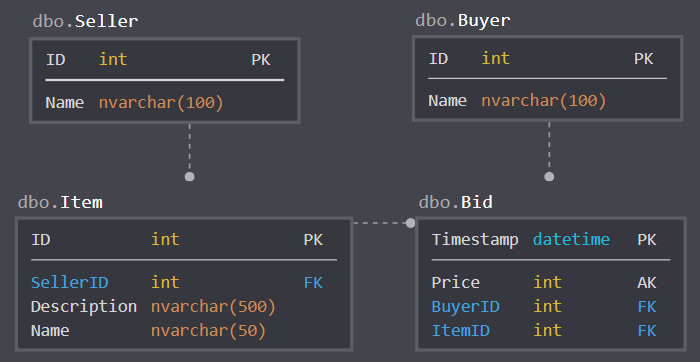 dbo.Seller
ID int PK
Name nvarchar(100)
dbo.Buyer
ID int PK
Name nvarchar(100)
dbo.Item
ID int PK
SellerID int FK
Description nvarchar(500)
Name nvarchar(50)
dbo.Bid
Timestamp datetime PK
Price int AK
BuyerID int FK
ItemID int FK